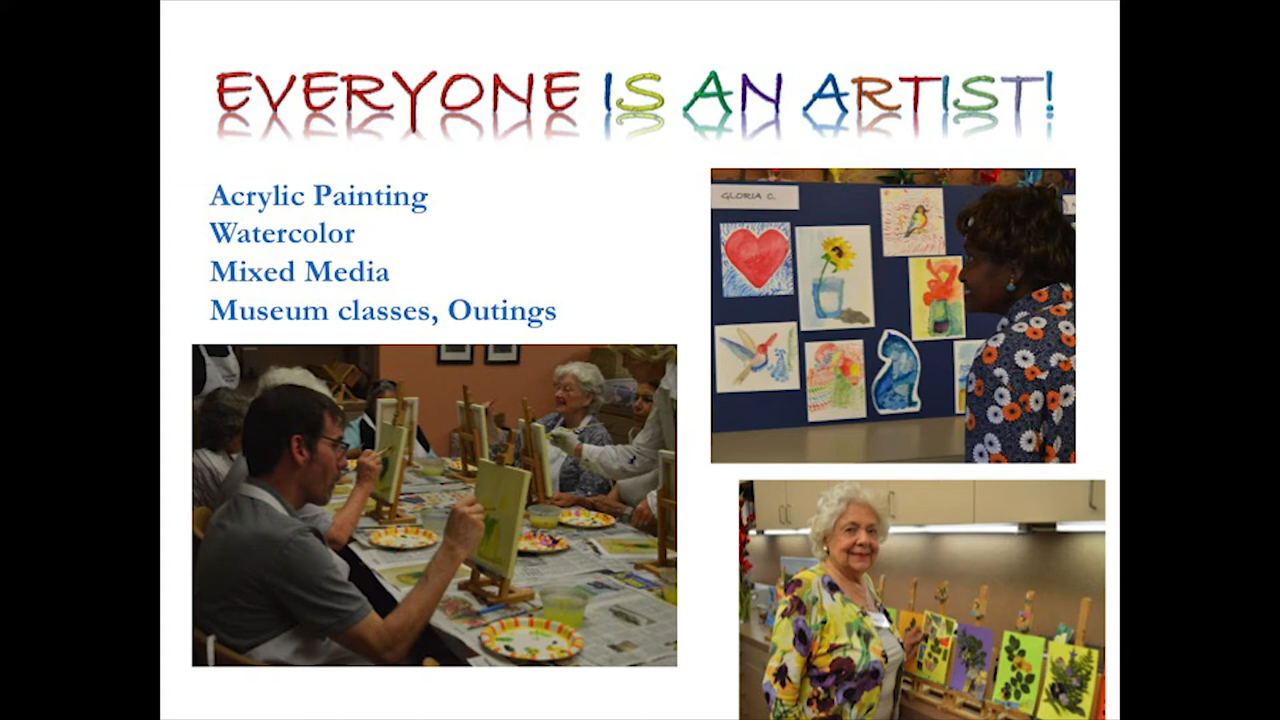 EVERYONE IS AN ARTIST!
Acrylic Painting
Watercolor
Mixed Media
Museum classes, Outings
GLORIA C.